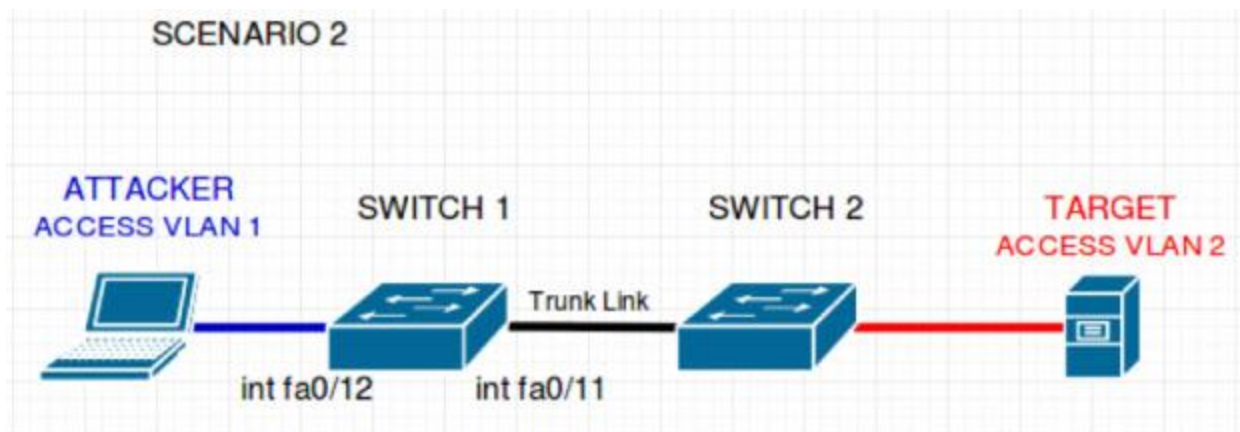 SCENARIO 2
ATTACKER
ACCESS VLAN 1
SWITCH 1
SWITCH 2
TARGET
ACCESS VLAN 2
Trunk Link
int fa0/12
int fa0/11